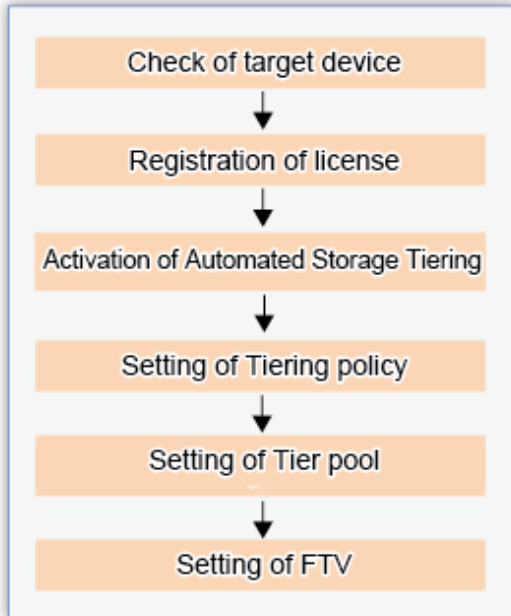 Check of target device
Registration of license
Activation of Automated Storage Tiering
Setting of Tiering policy
Setting of Tier pool
Setting of FTV